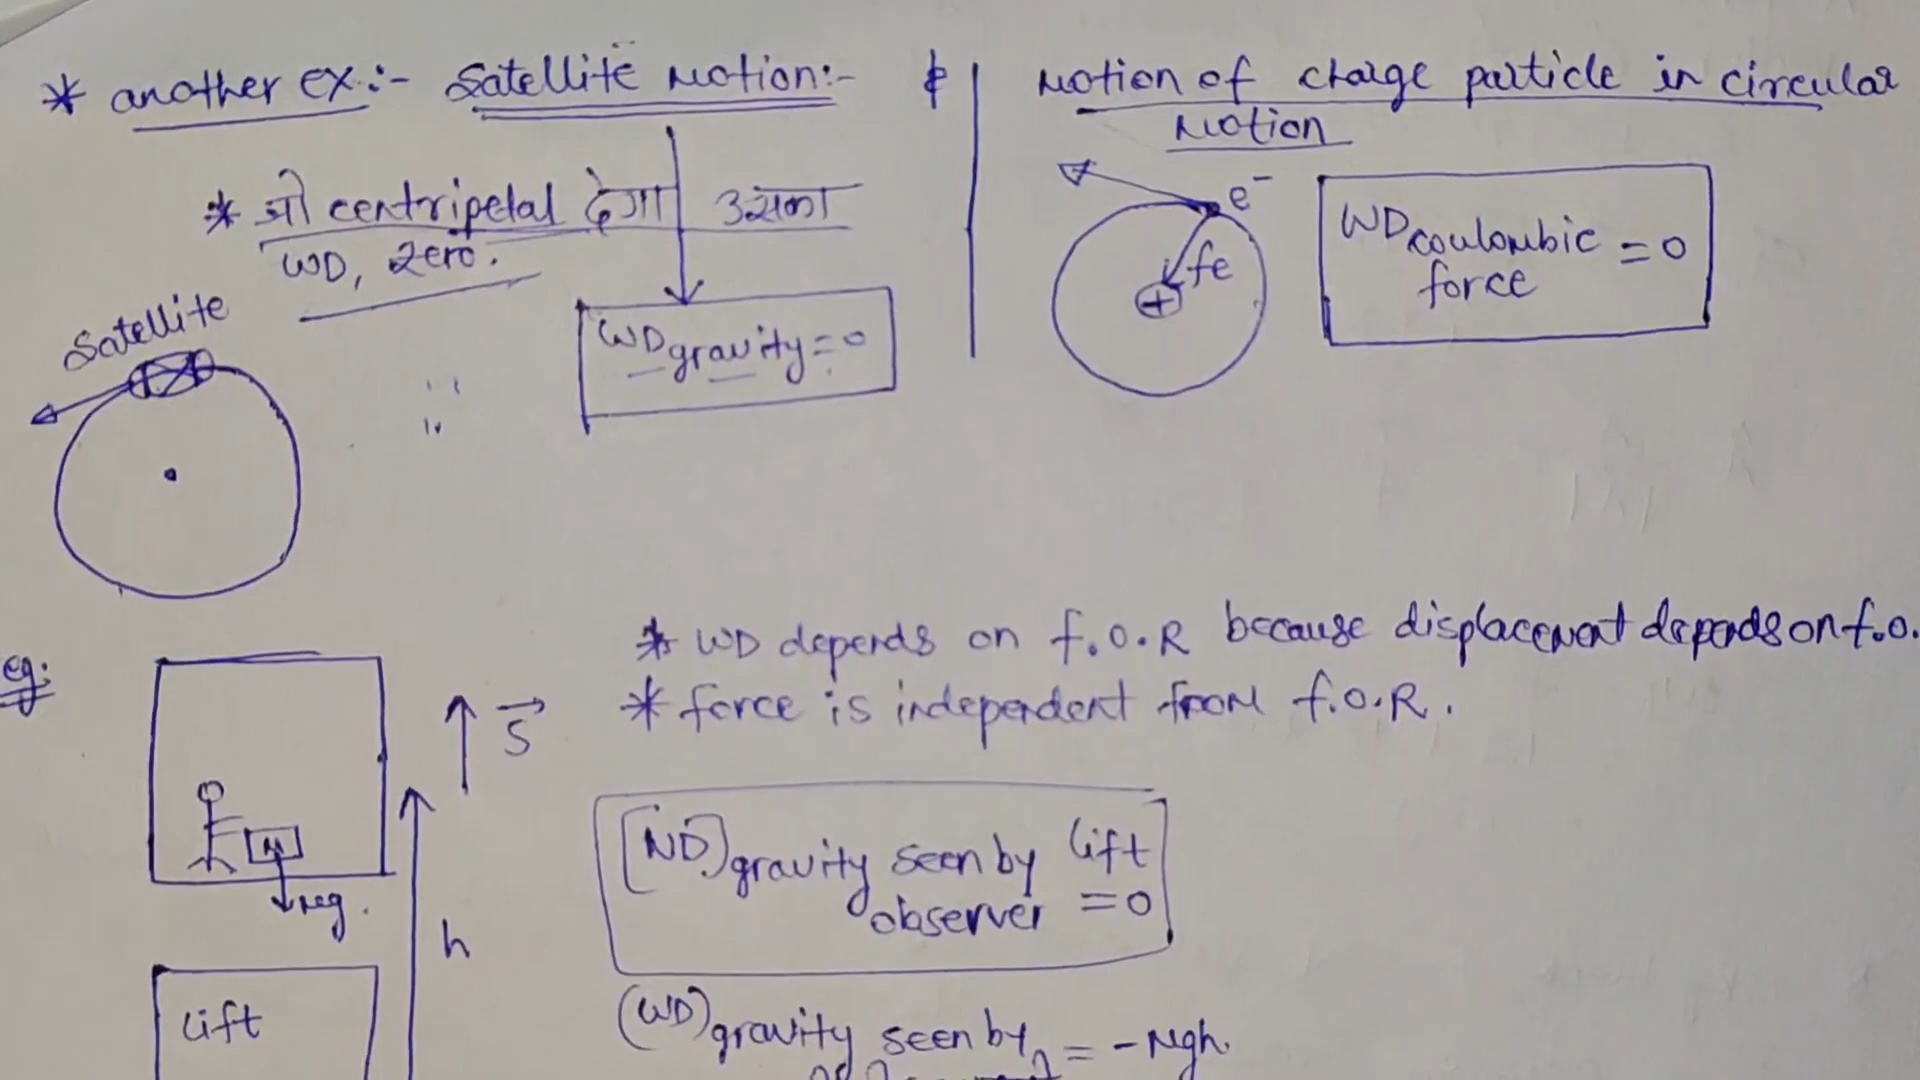 * another ex:- Satellite Motion:- &
Motion of charge particle in circular
Motion
* जो centripetal देगा उसका
WD, zero.
e⁻
fe
+
WD coulombic = 0
force
Satellite
WD gravity = 0
* WD depends on f.O.R because displacement depends on f.O.
* force is independent from f.O.R.
eg:
S⃗
M
Mg.
h
[WD] gravity seen by lift
observer = 0
lift
(WD) gravity seen by = - Mgh.